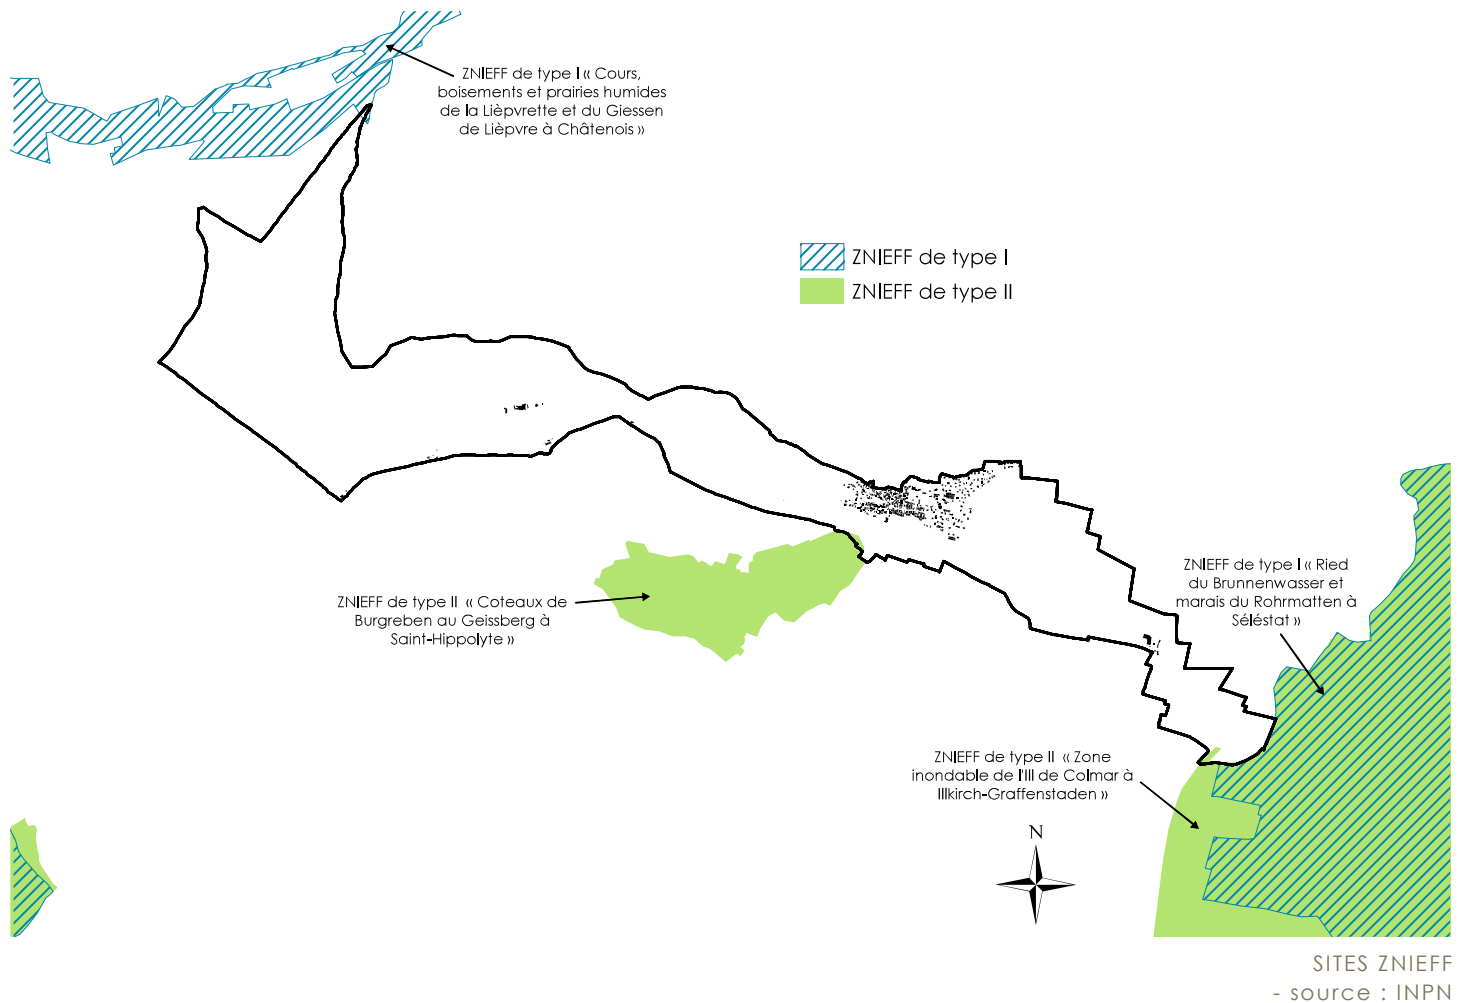 ZNIEFF de type I « Cours,
boisements et prairies humides
de la Lièpvrette et du Giessen
de Lièpvre à Châtenois »
ZNIEFF de type I
ZNIEFF de type II
ZNIEFF de type I « Ried
du Brunnenwasser et
marais du Rohrmatten à
Séléstat »
ZNIEFF de type II « Coteaux de
Burgreben au Geissberg à
Saint-Hippolyte »
ZNIEFF de type II « Zone
inondable de l'Ill de Colmar à
Illkirch-Graffenstaden »
N
SITES ZNIEFF
- source : INPN